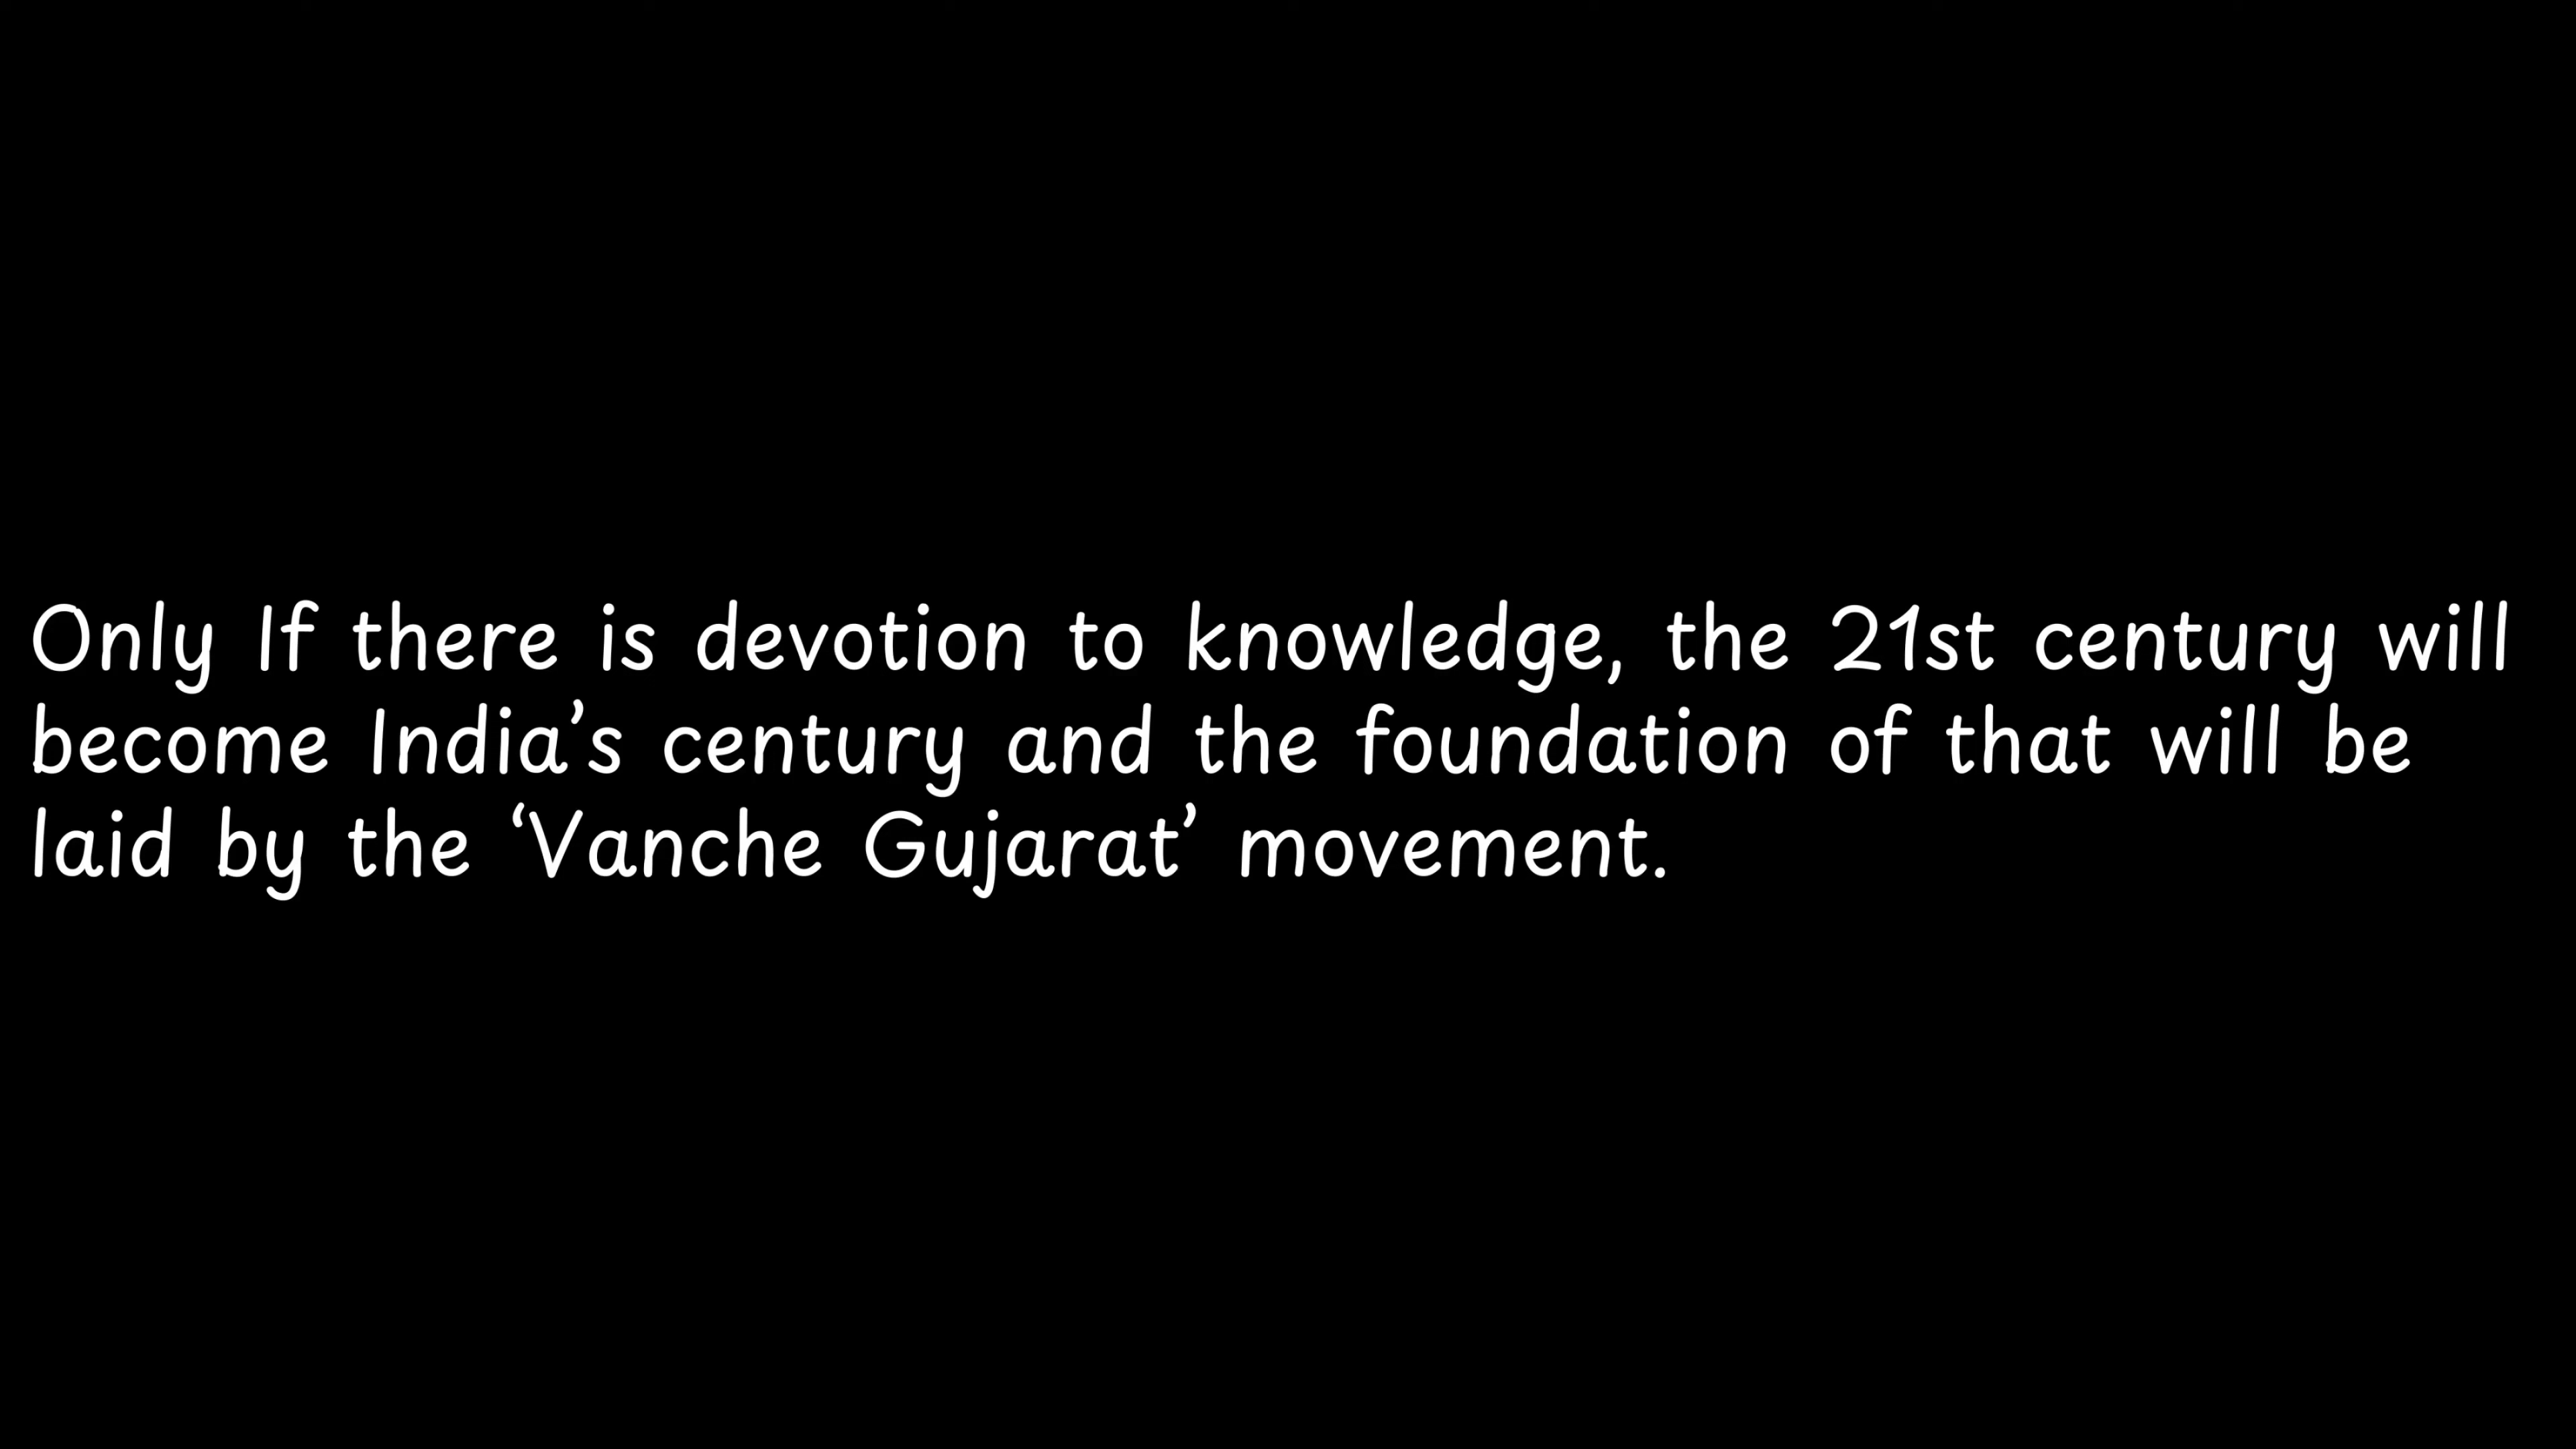 Only If there is devotion to knowledge, the 21st century will
become India’s century and the foundation of that will be
laid by the ‘Vanche Gujarat’ movement.